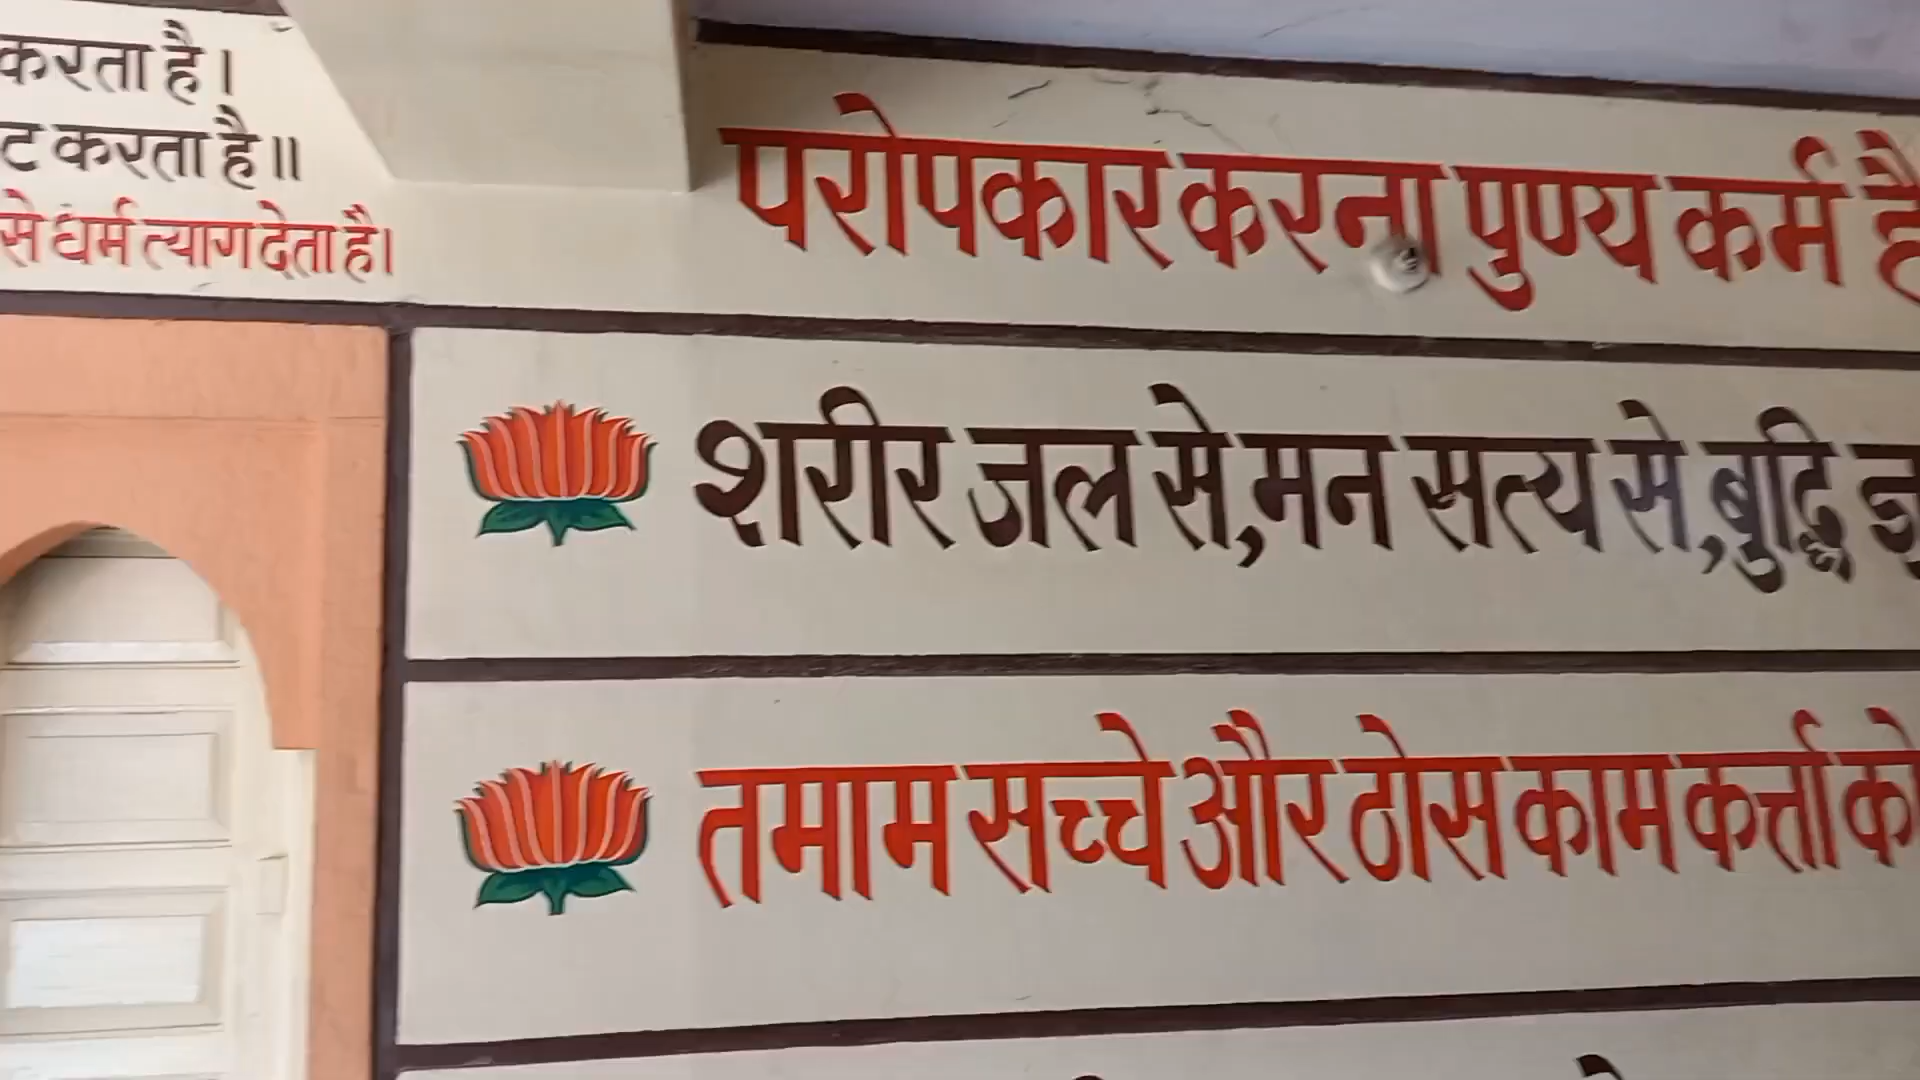 करता है।
करता है॥
से धर्म त्याग देता है।
परोपकार करना पुण्य कर्म है
शरीर जल से, मन सत्य से, बुद्धि
तमाम सच्चे और ठोस काम कर्त्ता को